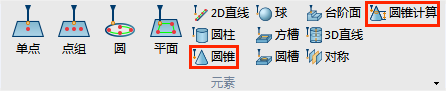 2D直线 球 台阶面 圆锥计算
圆柱 方槽 3D直线
单点 点组 圆 平面 圆锥 圆槽 对称
元素